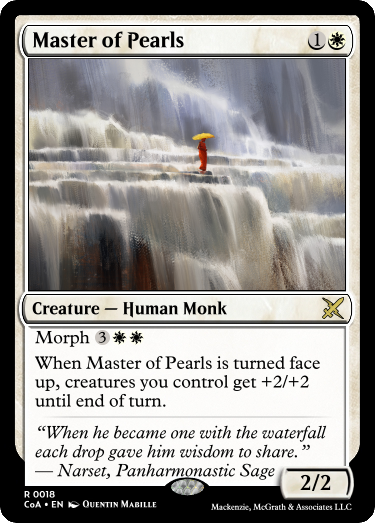 Master of Pearls 1
Creature — Human Monk
Morph 3
When Master of Pearls is turned face
up, creatures you control get +2/+2
until end of turn.
“When he became one with the waterfall
each drop gave him wisdom to share.”
— Narset, Panharmonastic Sage
2/2
R 0018
CoA • EN Quentin Mabille
Mackenzie, McGrath & Associates LLC